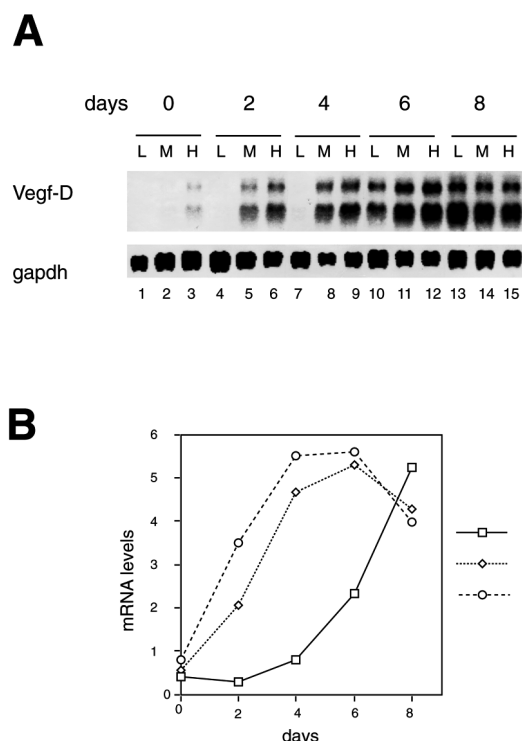 A
days 0 2 4 6 8
L M H L M H L M H L M H L M H
Vegf-D
gapdh
1 2 3 4 5 6 7 8 9 10 11 12 13 14 15
B
6
5
4
3
2
1
0
mRNA levels
0 2 4 6 8
days